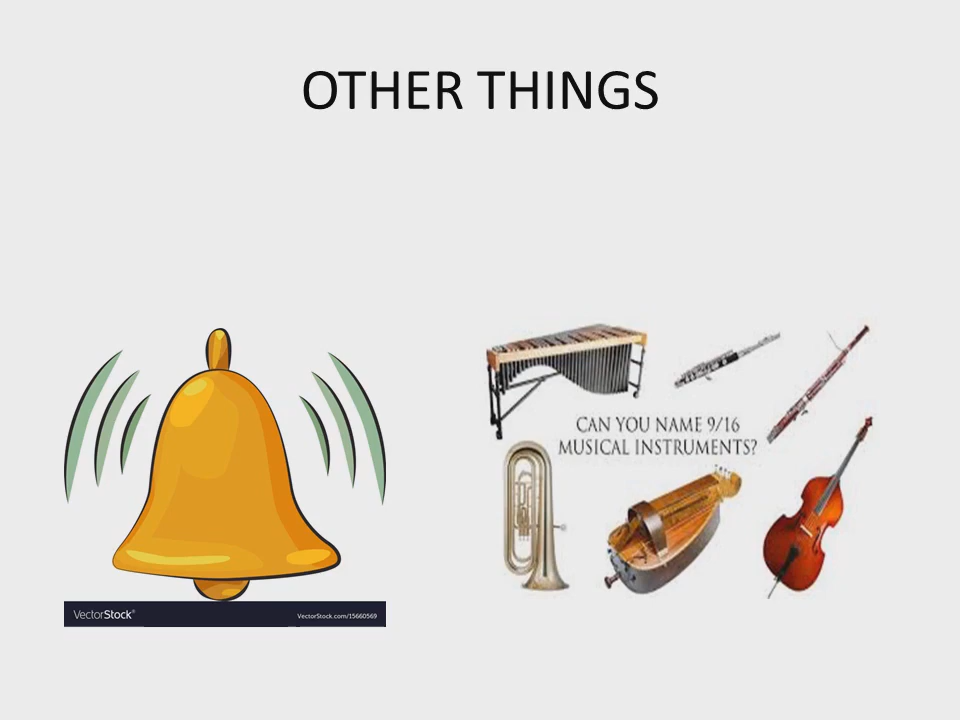 OTHER THINGS
CAN YOU NAME 9/16
MUSICAL INSTRUMENTS?
VectorStock®
VectorStock.com/15660569